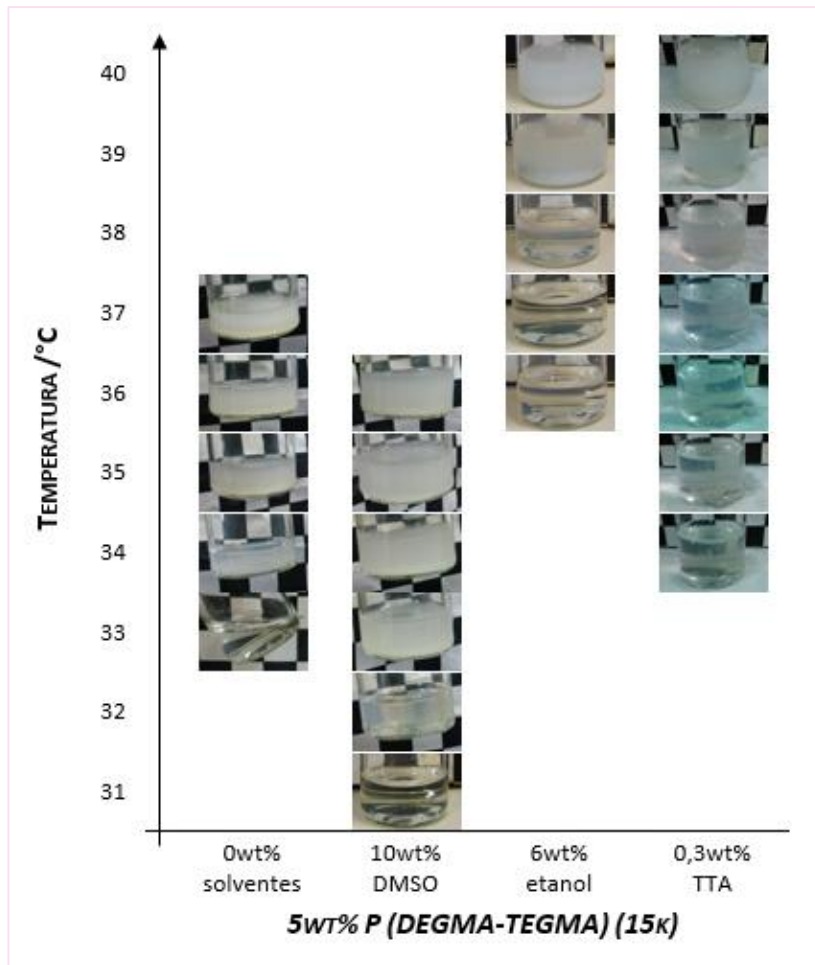 TEMPERATURA /°C
40
39
38
37
36
35
34
33
32
31
0wt%
solventes
10wt%
DMSO
6wt%
etanol
0,3wt%
TTA
5WT% P (DEGMA-TEGMA) (15K)